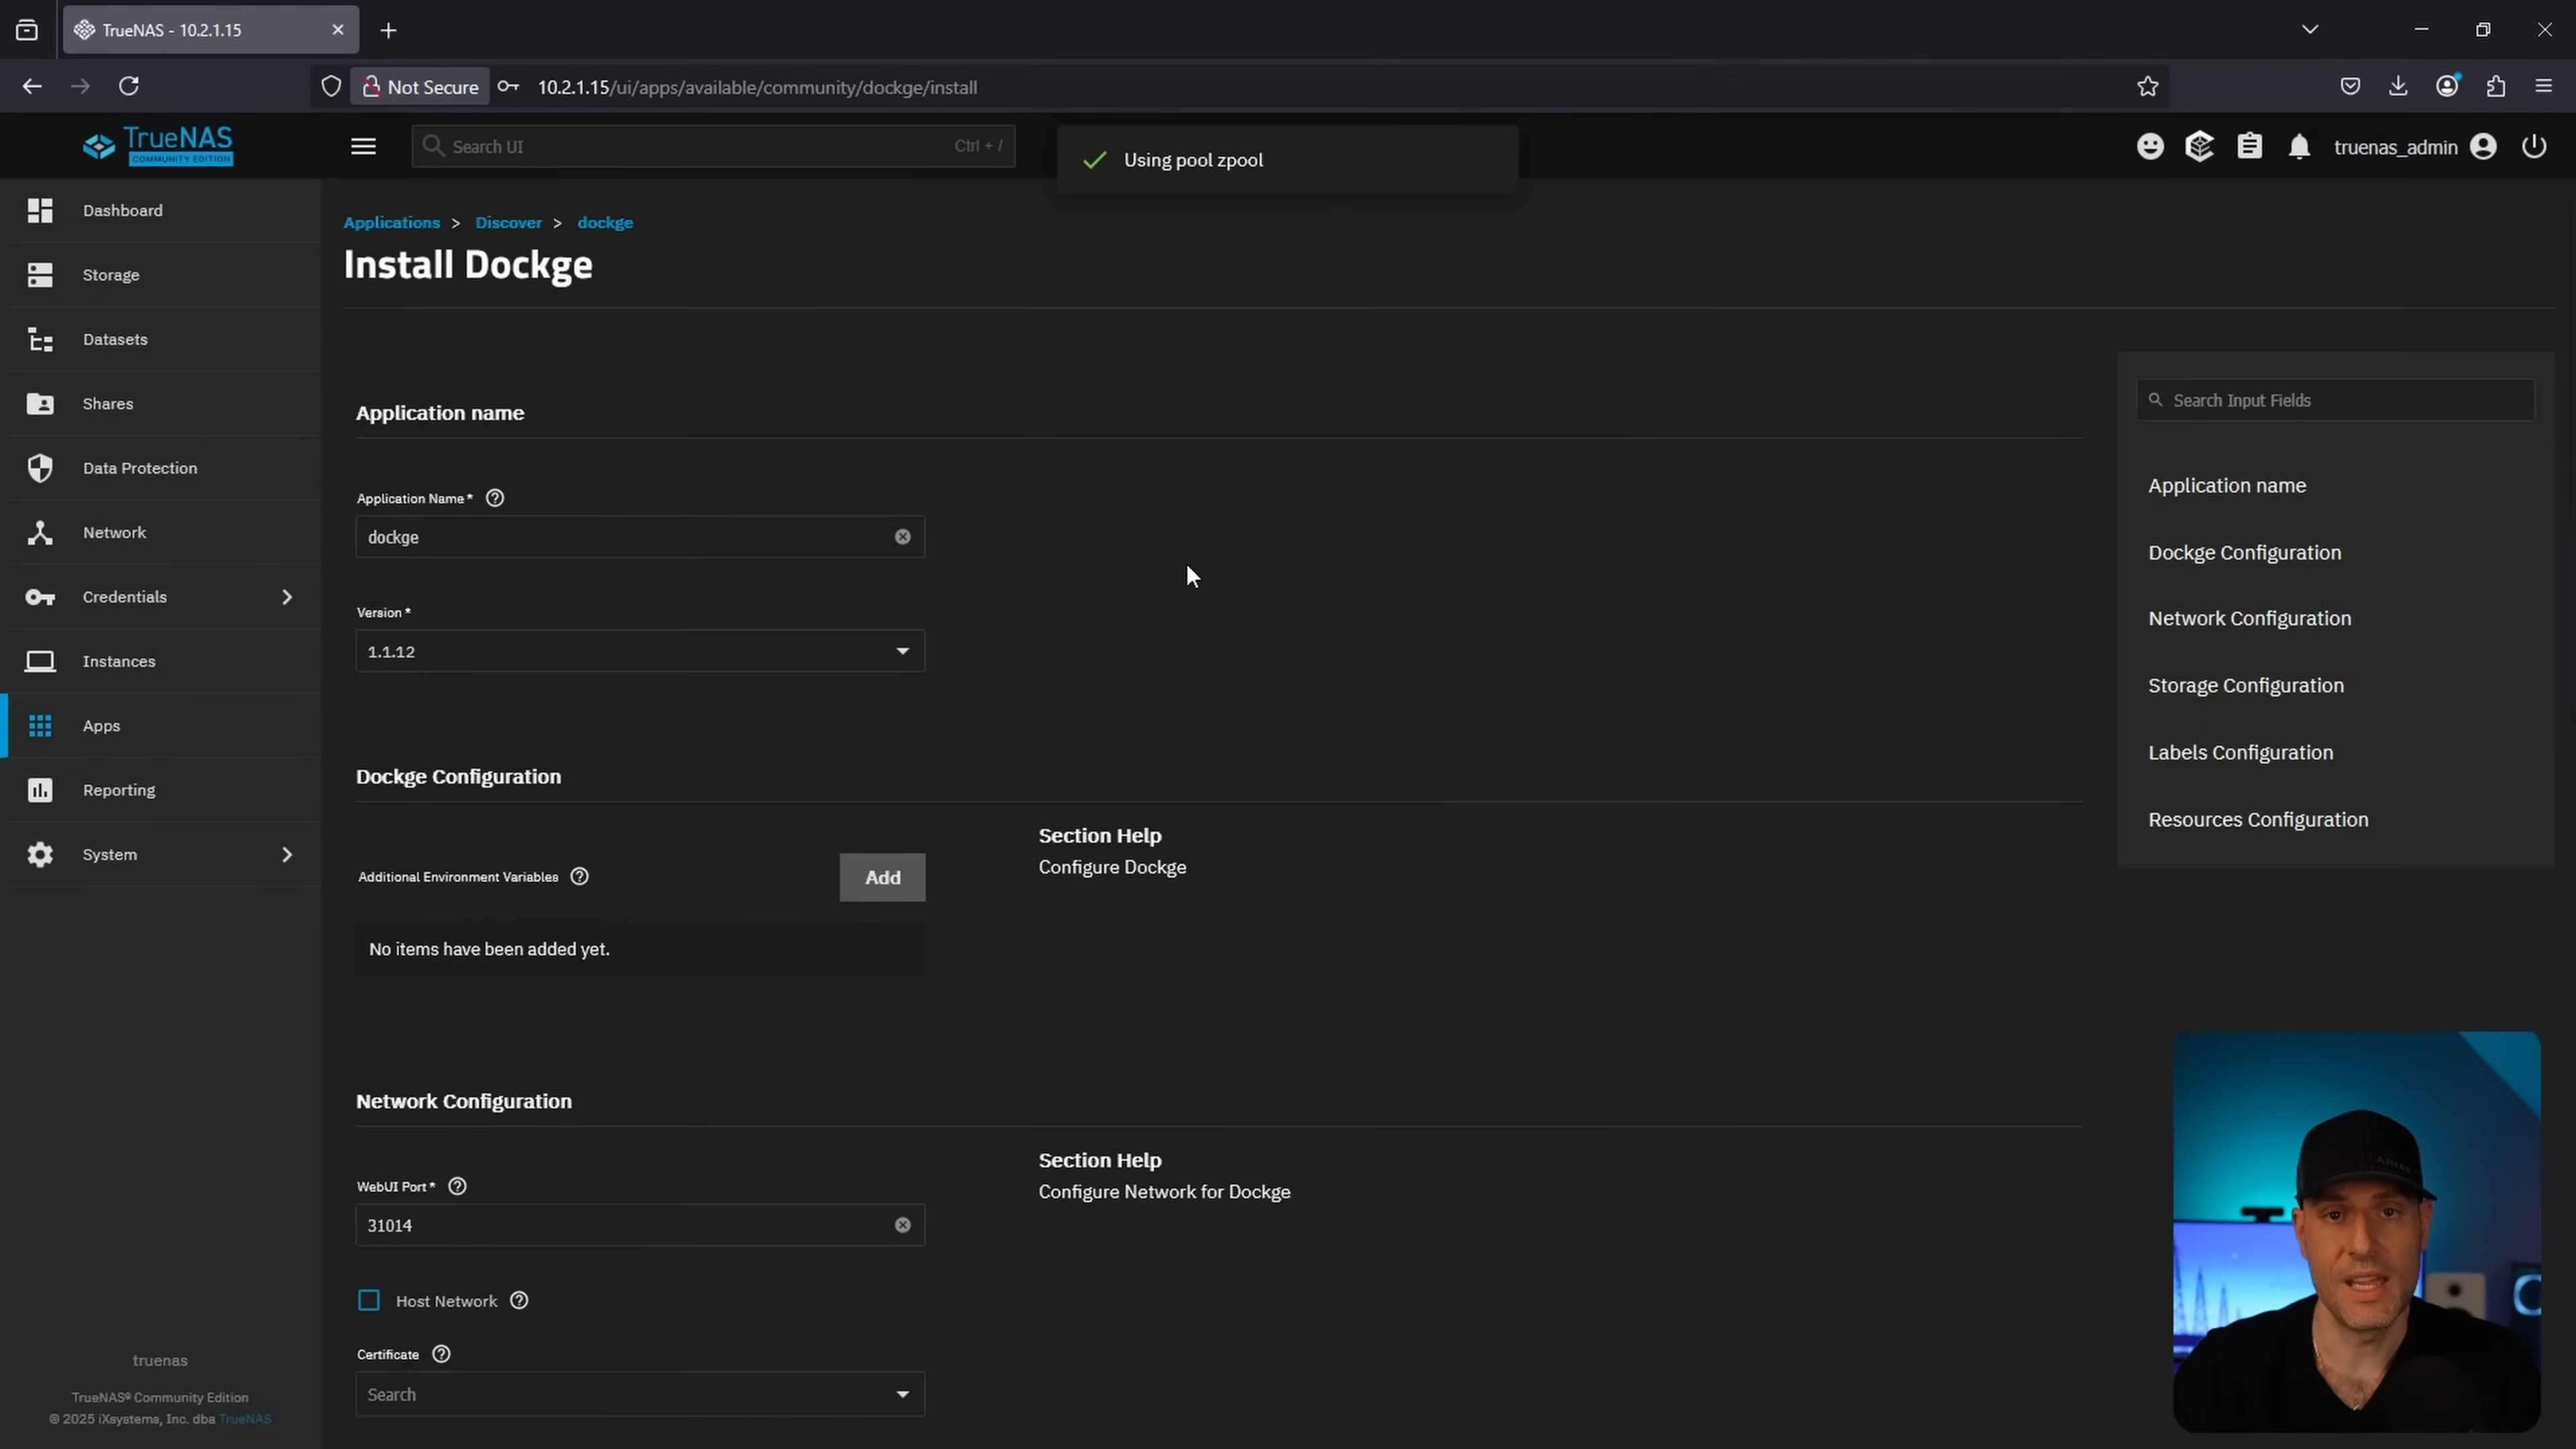 TrueNAS - 10.2.1.15
Not Secure
10.2.1.15/ui/apps/available/community/dockge/install
TrueNAS
COMMUNITY EDITION
Search UI
Ctrl + /
Using pool zpool
truenas_admin
Dashboard
Storage
Datasets
Shares
Data Protection
Network
Credentials
Instances
Apps
Reporting
System
truenas
TrueNAS® Community Edition
© 2025 iXsystems, Inc. dba TrueNAS
Applications > Discover > dockge
Install Dockge
Application name
Application Name*
dockge
Version*
1.1.12
Dockge Configuration
Additional Environment Variables
Add
No items have been added yet.
Section Help
Configure Dockge
Network Configuration
WebUI Port*
31014
Host Network
Certificate
Search
Section Help
Configure Network for Dockge
Search Input Fields
Application name
Dockge Configuration
Network Configuration
Storage Configuration
Labels Configuration
Resources Configuration